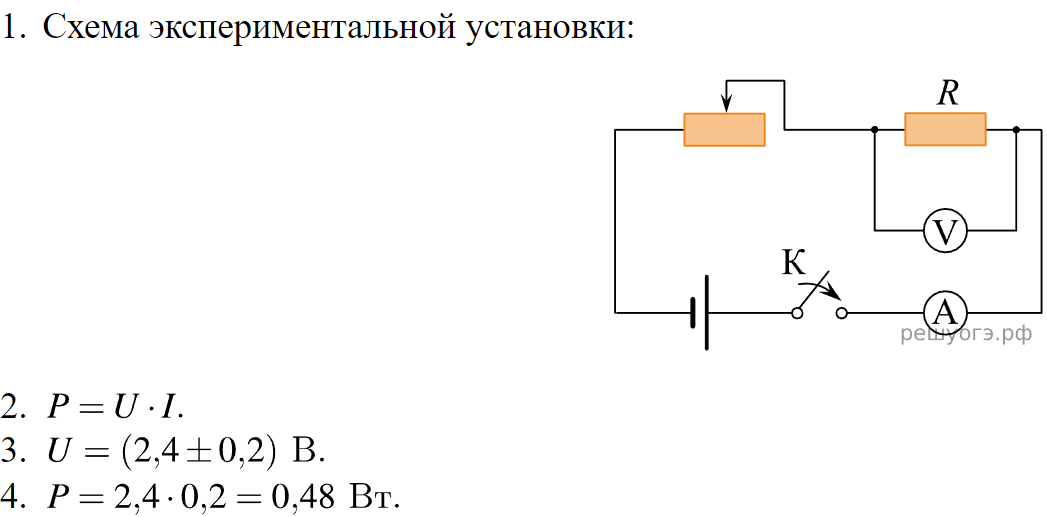 1. Схема экспериментальной установки:
R
V
К
A
решуогэ.рф
2. P = U · I.
3. U = (2,4 ± 0,2) В.
4. P = 2,4 · 0,2 = 0,48 Вт.